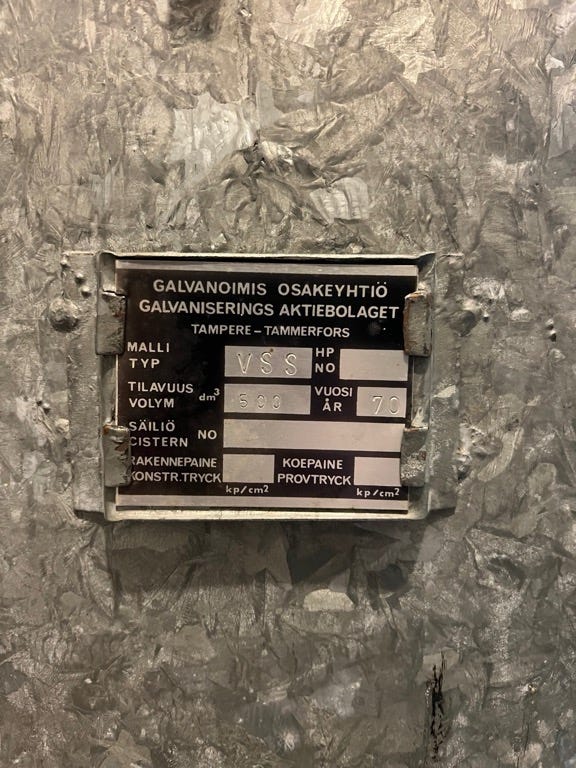 GALVANOIMIS OSAKEYHTIÖ
GALVANISERINGS AKTIEBOLAGET
TAMPERE - TAMMERFORS
MALLI TYP VSS HP NO
TILAVUUS VOLYM dm³ 500 VUOSI ÅR 70
SÄILIÖ CISTERN NO
RAKENNEPAINE KONSTR.TRYCK kp/cm² KOEPAINE PROVTRYCK kp/cm²